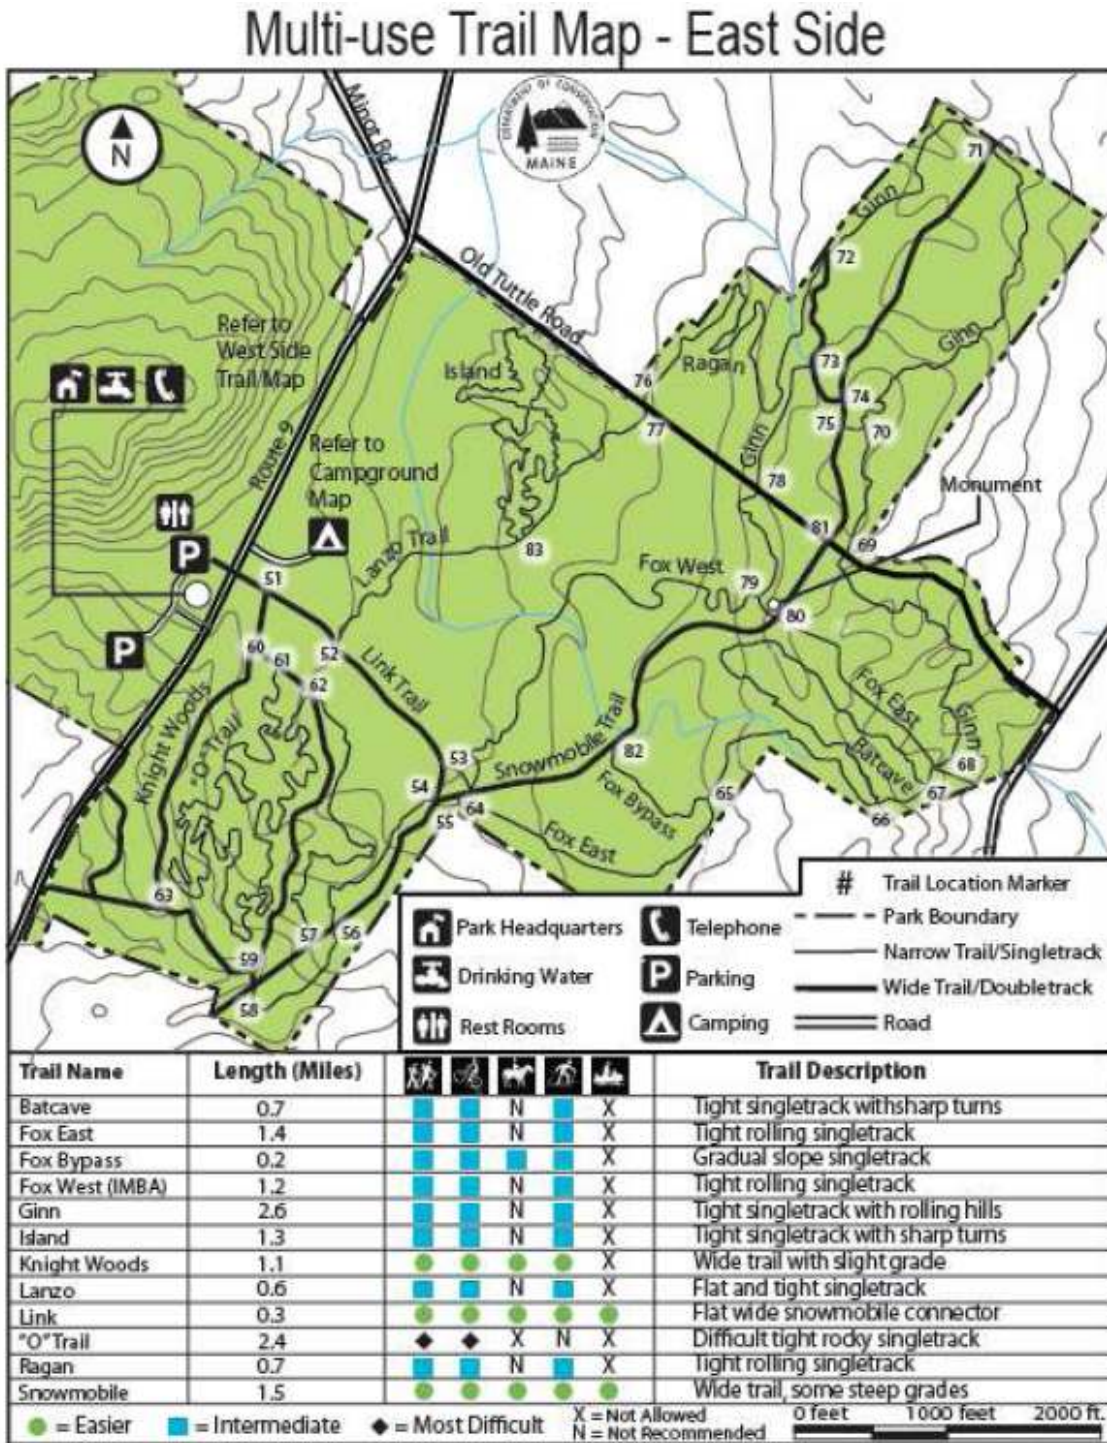 Multi-use Trail Map - East Side
N
Minot Rd
DEPARTMENT OF CONSERVATION
MAINE
71
Ginn
72
Old Tuttle Road
Refer to
West Side
Trail Map
Island
Ragan
Ginn
73
76
74
77
75
70
Route 9
Refer to
Campground
Map
Ginn
78
Monument
81
69
P
Lanzo Trail
83
Fox West
51
79
80
P
60
61
52
62
Link Trail
Knight Woods
"O" Trail
Fox East
Ginn
Batcave
53
Snowmobile Trail
82
68
54
64
55
Fox Bypass
65
67
66
Fox East
63
57
56
59
58
# Trail Location Marker
Park Headquarters
Telephone
Park Boundary
Drinking Water
P Parking
Narrow Trail/Singletrack
Wide Trail/Doubletrack
Rest Rooms
Camping
Road
Trail Name Length (Miles) Trail Description
Batcave 0.7 N X Tight singletrack withsharp turns
Fox East 1.4 N X Tight rolling singletrack
Fox Bypass 0.2 X Gradual slope singletrack
Fox West (IMBA) 1.2 N X Tight rolling singletrack
Ginn 2.6 N X Tight singletrack with rolling hills
Island 1.3 N X Tight singletrack with sharp turns
Knight Woods 1.1 X Wide trail with slight grade
Lanzo 0.6 N X Flat and tight singletrack
Link 0.3 Flat wide snowmobile connector
"O" Trail 2.4 X N X Difficult tight rocky singletrack
Ragan 0.7 N X Tight rolling singletrack
Snowmobile 1.5 Wide trail, some steep grades
= Easier = Intermediate = Most Difficult
X = Not Allowed
N = Not Recommended
0 feet 1000 feet 2000 ft.